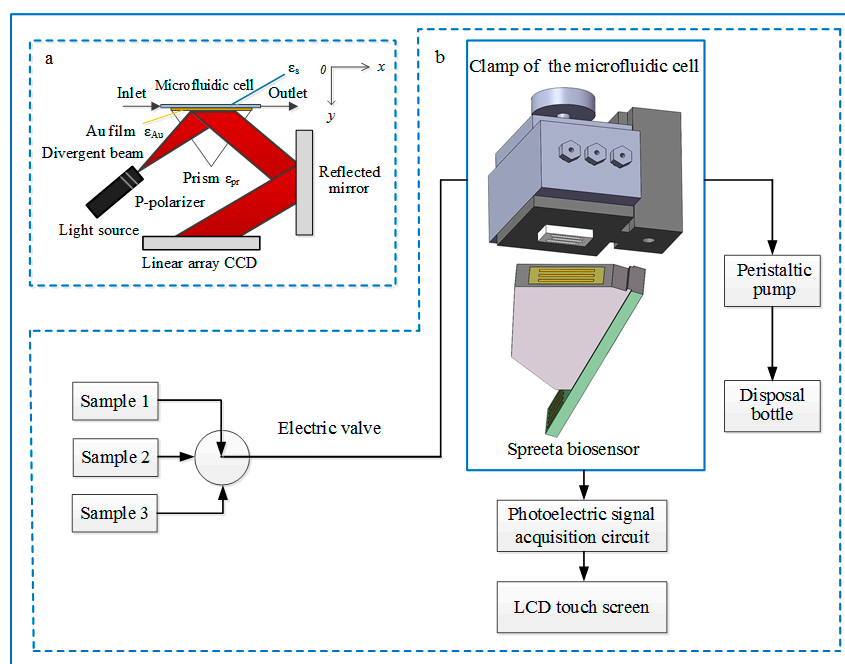 a
εs
0
x
y
Microfluidic cell
Inlet
Outlet
Au film εAu
Divergent beam
Prism εpr
Reflected
mirror
P-polarizer
Light source
Linear array CCD
b
Clamp of the microfluidic cell
Spreeta biosensor
Peristaltic
pump
Disposal
bottle
Sample 1
Sample 2
Sample 3
Electric valve
Photoelectric signal
acquisition circuit
LCD touch screen